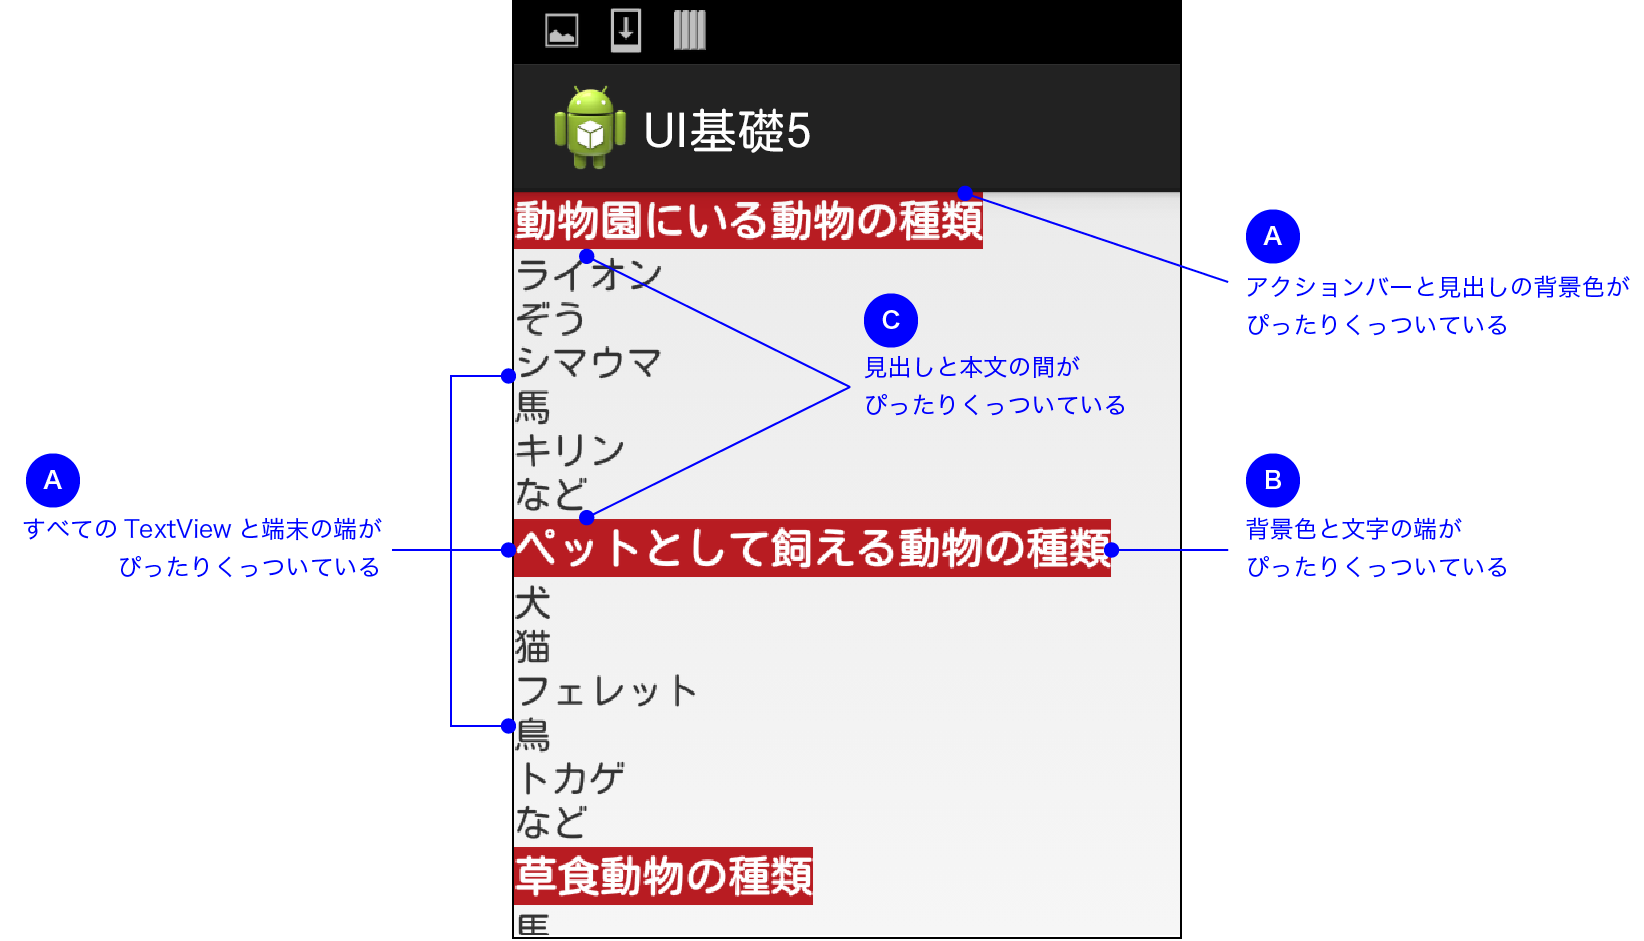 UI基礎5
動物園にいる動物の種類
ライオン
ぞう
シマウマ
馬
キリン
など
ペットとして飼える動物の種類
犬
猫
フェレット
鳥
トカゲ
など
草食動物の種類
馬
A
アクションバーと見出しの背景色が
ぴったりくっついている
C
見出しと本文の間が
ぴったりくっついている
A
すべての TextView と端末の端が
ぴったりくっついている
B
背景色と文字の端が
ぴったりくっついている